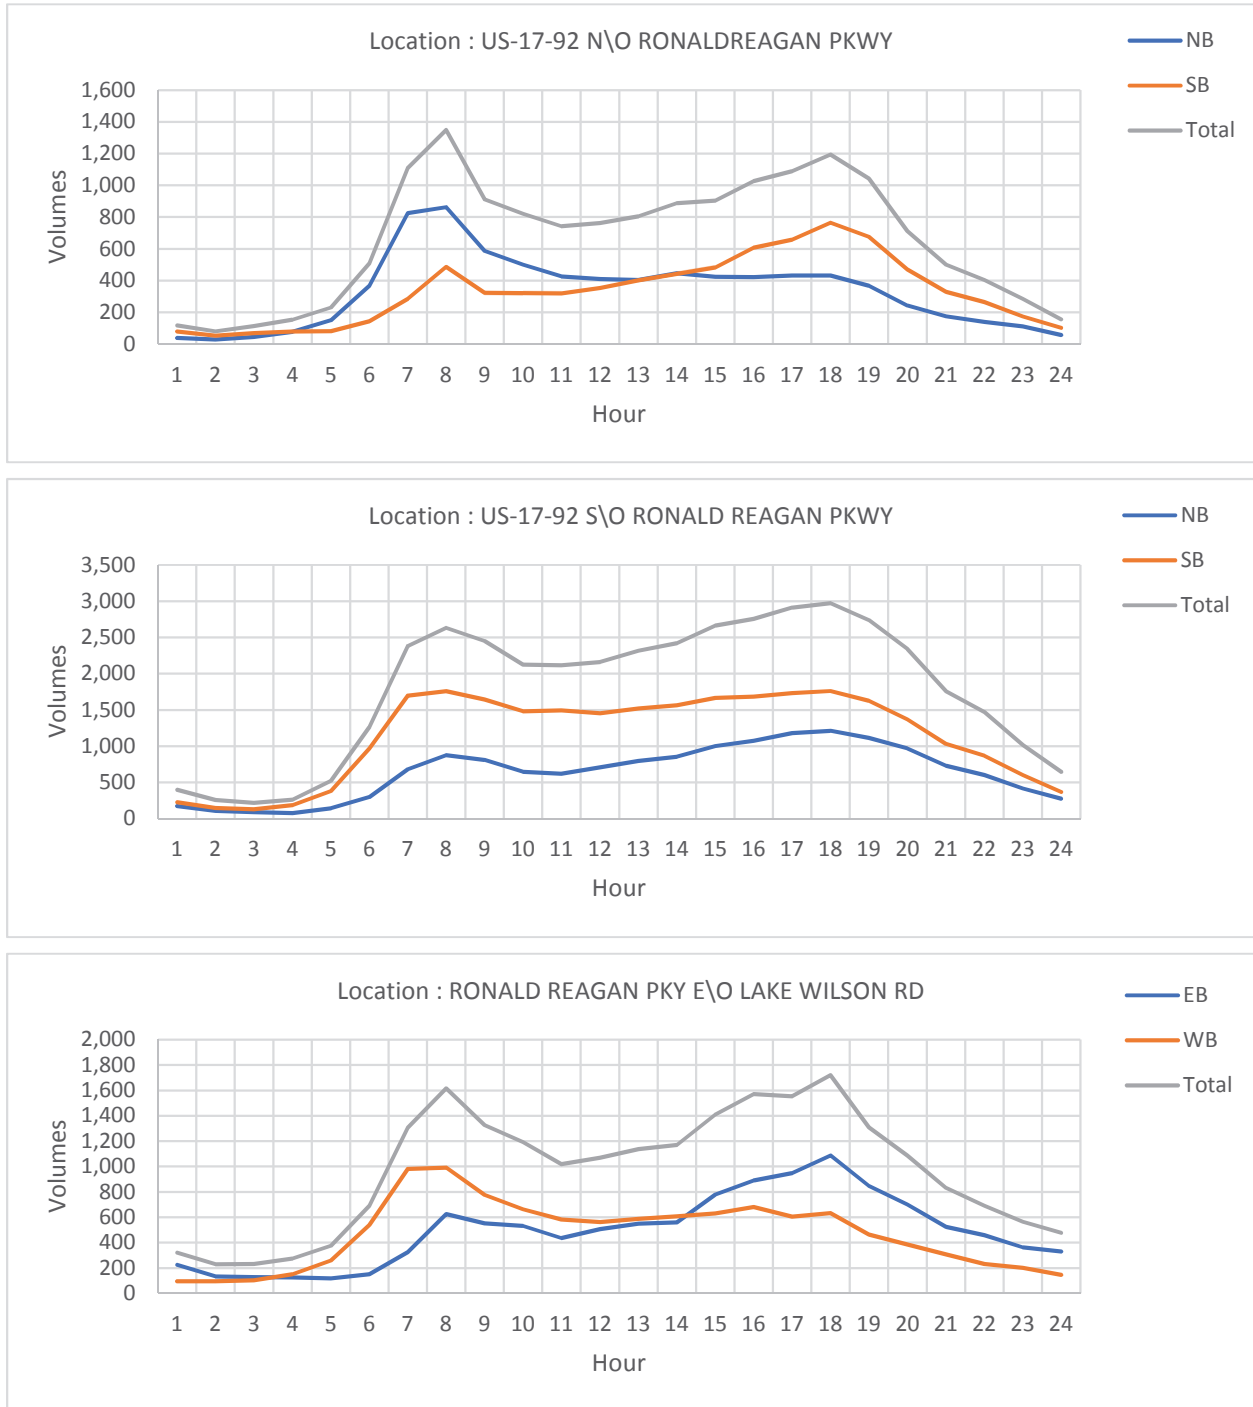 Location : US-17-92 N\O RONALDREAGAN PKWY
NB
SB
Total
1,600
1,400
1,200
1,000
800
600
400
200
0
Volumes
1 2 3 4 5 6 7 8 9 10 11 12 13 14 15 16 17 18 19 20 21 22 23 24
Hour
Location : US-17-92 S\O RONALD REAGAN PKWY
NB
SB
Total
3,500
3,000
2,500
2,000
1,500
1,000
500
0
Volumes
1 2 3 4 5 6 7 8 9 10 11 12 13 14 15 16 17 18 19 20 21 22 23 24
Hour
Location : RONALD REAGAN PKY E\O LAKE WILSON RD
EB
WB
Total
2,000
1,800
1,600
1,400
1,200
1,000
800
600
400
200
0
Volumes
1 2 3 4 5 6 7 8 9 10 11 12 13 14 15 16 17 18 19 20 21 22 23 24
Hour